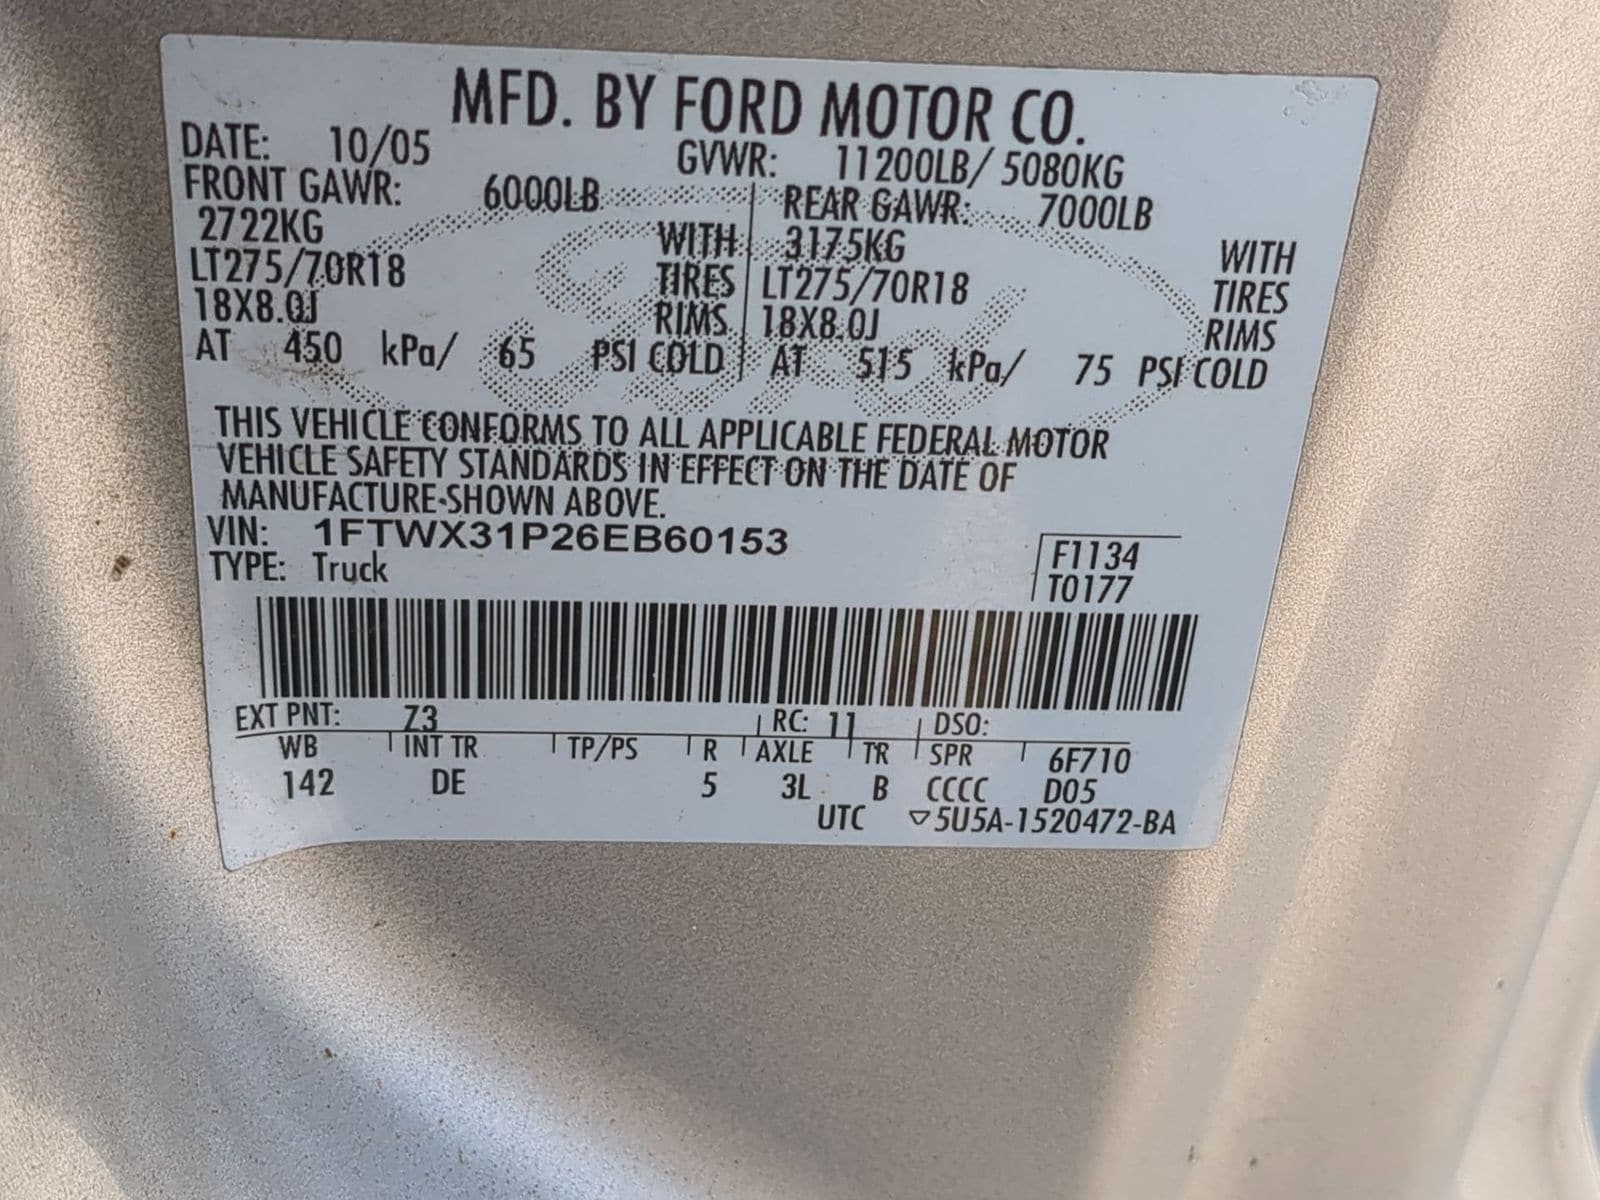 MFD. BY FORD MOTOR CO.
DATE: 10/05 GVWR: 11200LB/ 5080KG
FRONT GAWR: 6000LB REAR GAWR: 7000LB
2722KG WITH 3175KG WITH
LT275/70R18 TIRES LT275/70R18 TIRES
18X8.0J RIMS 18X8.0J RIMS
AT 450 kPa/ 65 PSI COLD AT 515 kPa/ 75 PSI COLD
THIS VEHICLE CONFORMS TO ALL APPLICABLE FEDERAL MOTOR
VEHICLE SAFETY STANDARDS IN EFFECT ON THE DATE OF
MANUFACTURE SHOWN ABOVE.
VIN: 1FTWX31P26EB60153 F1134
TYPE: Truck T0177
EXT PNT: Z3 RC: 11 DSO:
WB INT TR TP/PS R AXLE TR SPR 6F710
142 DE 5 3L B CCCC D05
UTC ▽5U5A-1520472-BA